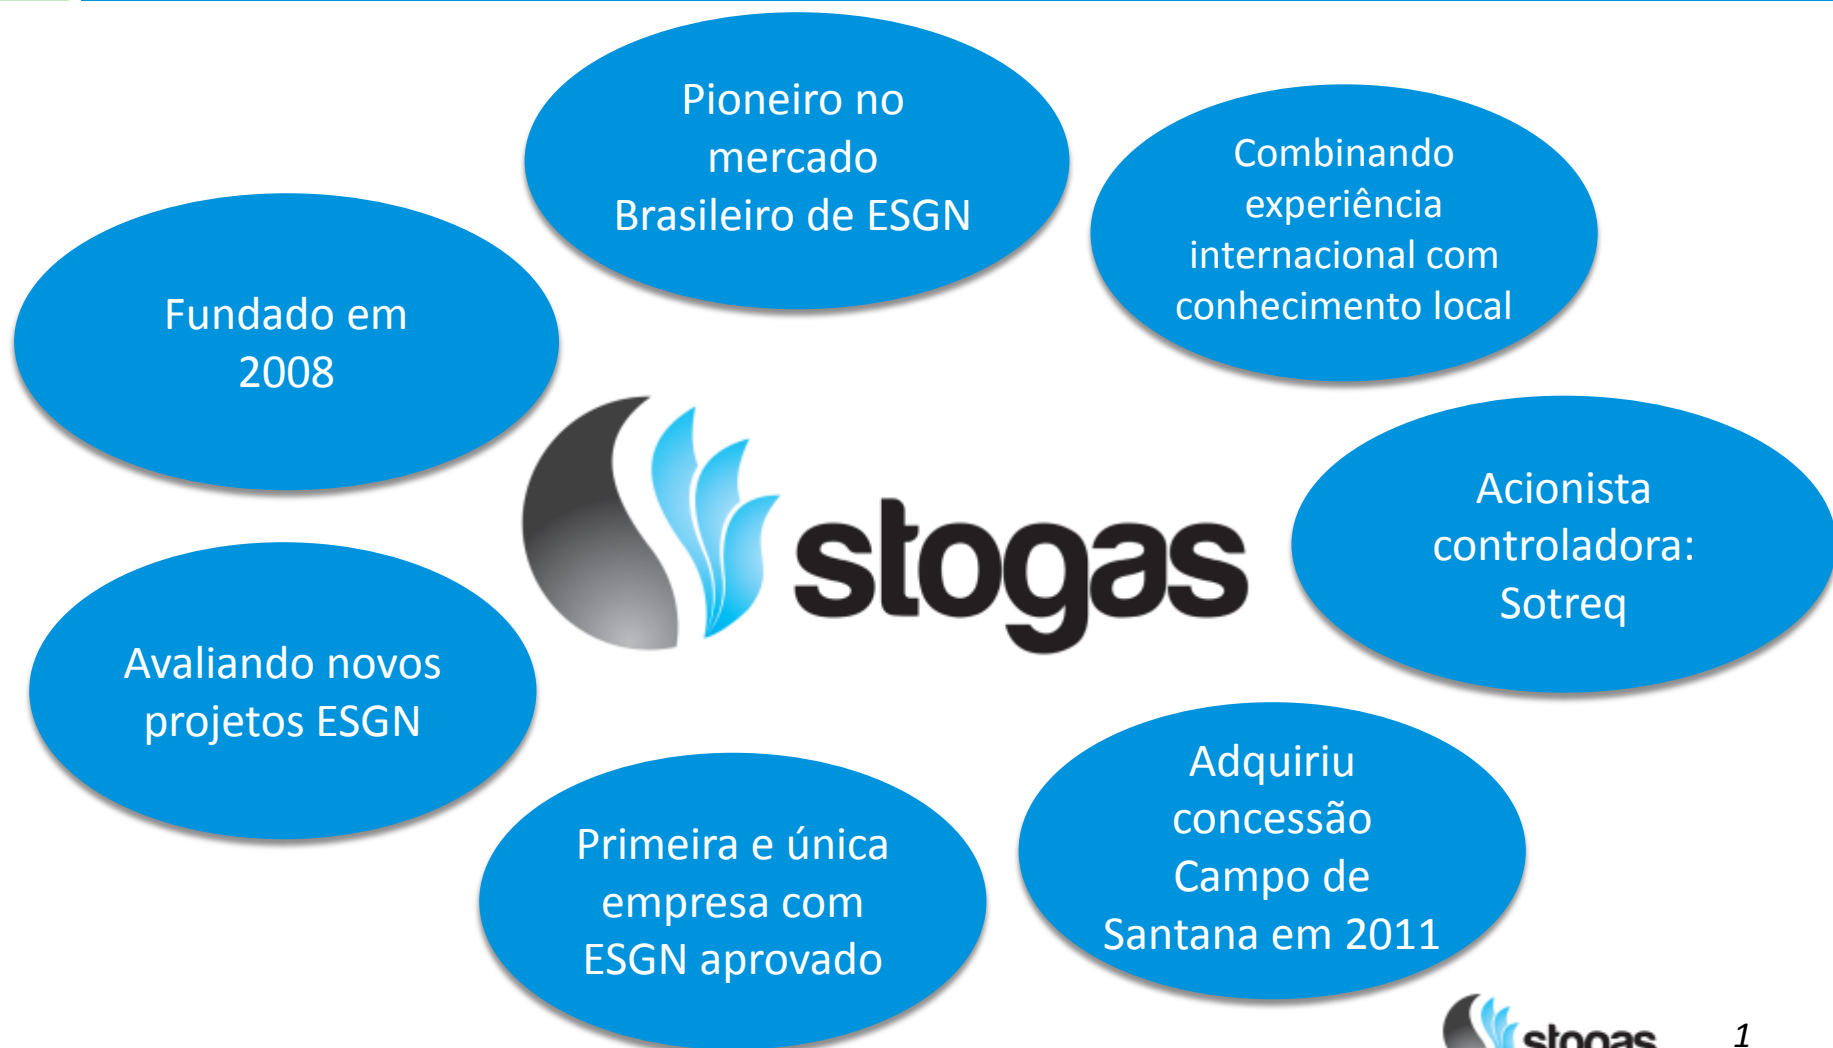 Pioneiro no
mercado
Brasileiro de ESGN
Combinando
experiência
internacional com
conhecimento local
Fundado em
2008
stogas
Acionista
controladora:
Sotreq
Avaliando novos
projetos ESGN
Adquiriu
concessão
Campo de
Santana em 2011
Primeira e única
empresa com
ESGN aprovado
stogas
1